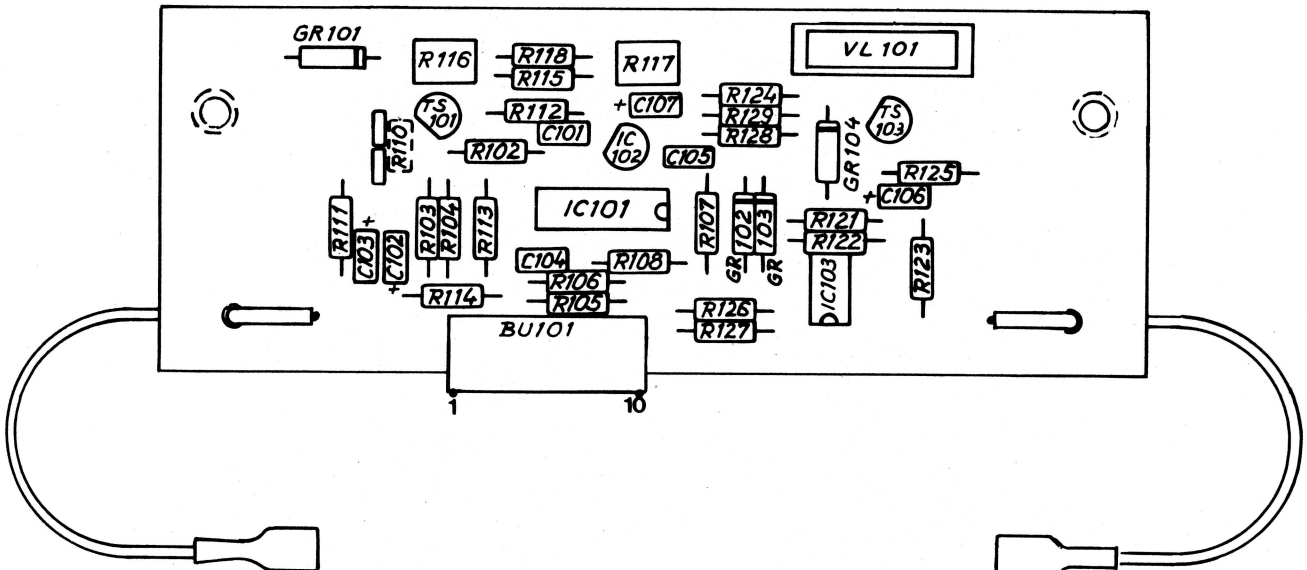 GR101
R116
R118
R115
R117
VL 101
TS 101
R112
C101
+ C107
IC 102
R124
R129
R128
TS 103
R110
R102
C105
GR104
R125
+ C106
R111
+ C103
C102 +
R103
R104
R113
IC101
R107
GR 102
GR 103
R121
R122
R123
C104
R108
R106
R105
R114
IC103
R126
R127
BU101
1
10